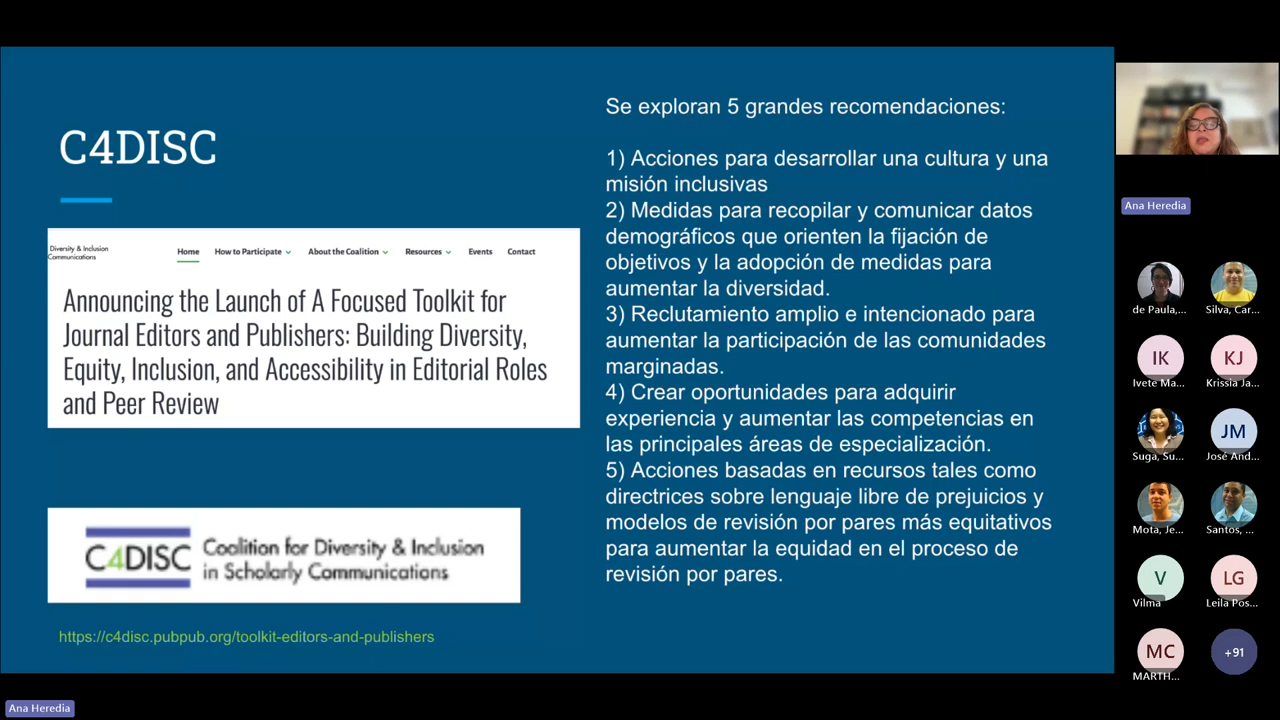 C4DISC
Diversity & Inclusion
Communications
Home How to Participate About the Coalition Resources Events Contact
Announcing the Launch of A Focused Toolkit for
Journal Editors and Publishers: Building Diversity,
Equity, Inclusion, and Accessibility in Editorial Roles
and Peer Review
C4DISC Coalition for Diversity & Inclusion
in Scholarly Communications
https://c4disc.pubpub.org/toolkit-editors-and-publishers
Se exploran 5 grandes recomendaciones:
1) Acciones para desarrollar una cultura y una
misión inclusivas
2) Medidas para recopilar y comunicar datos
demográficos que orienten la fijación de
objetivos y la adopción de medidas para
aumentar la diversidad.
3) Reclutamiento amplio e intencionado para
aumentar la participación de las comunidades
marginadas.
4) Crear oportunidades para adquirir
experiencia y aumentar las competencias en
las principales áreas de especialización.
5) Acciones basadas en recursos tales como
directrices sobre lenguaje libre de prejuicios y
modelos de revisión por pares más equitativos
para aumentar la equidad en el proceso de
revisión por pares.
Ana Heredia
de Paula,... Silva, Car...
IK KJ
Ivete Ma... Krissia Ja...
JM
Suga, Su... José And...
Mota, Je... Santos, ...
V LG
Vilma Leila Pos...
MC +91
MARTH...
Ana Heredia